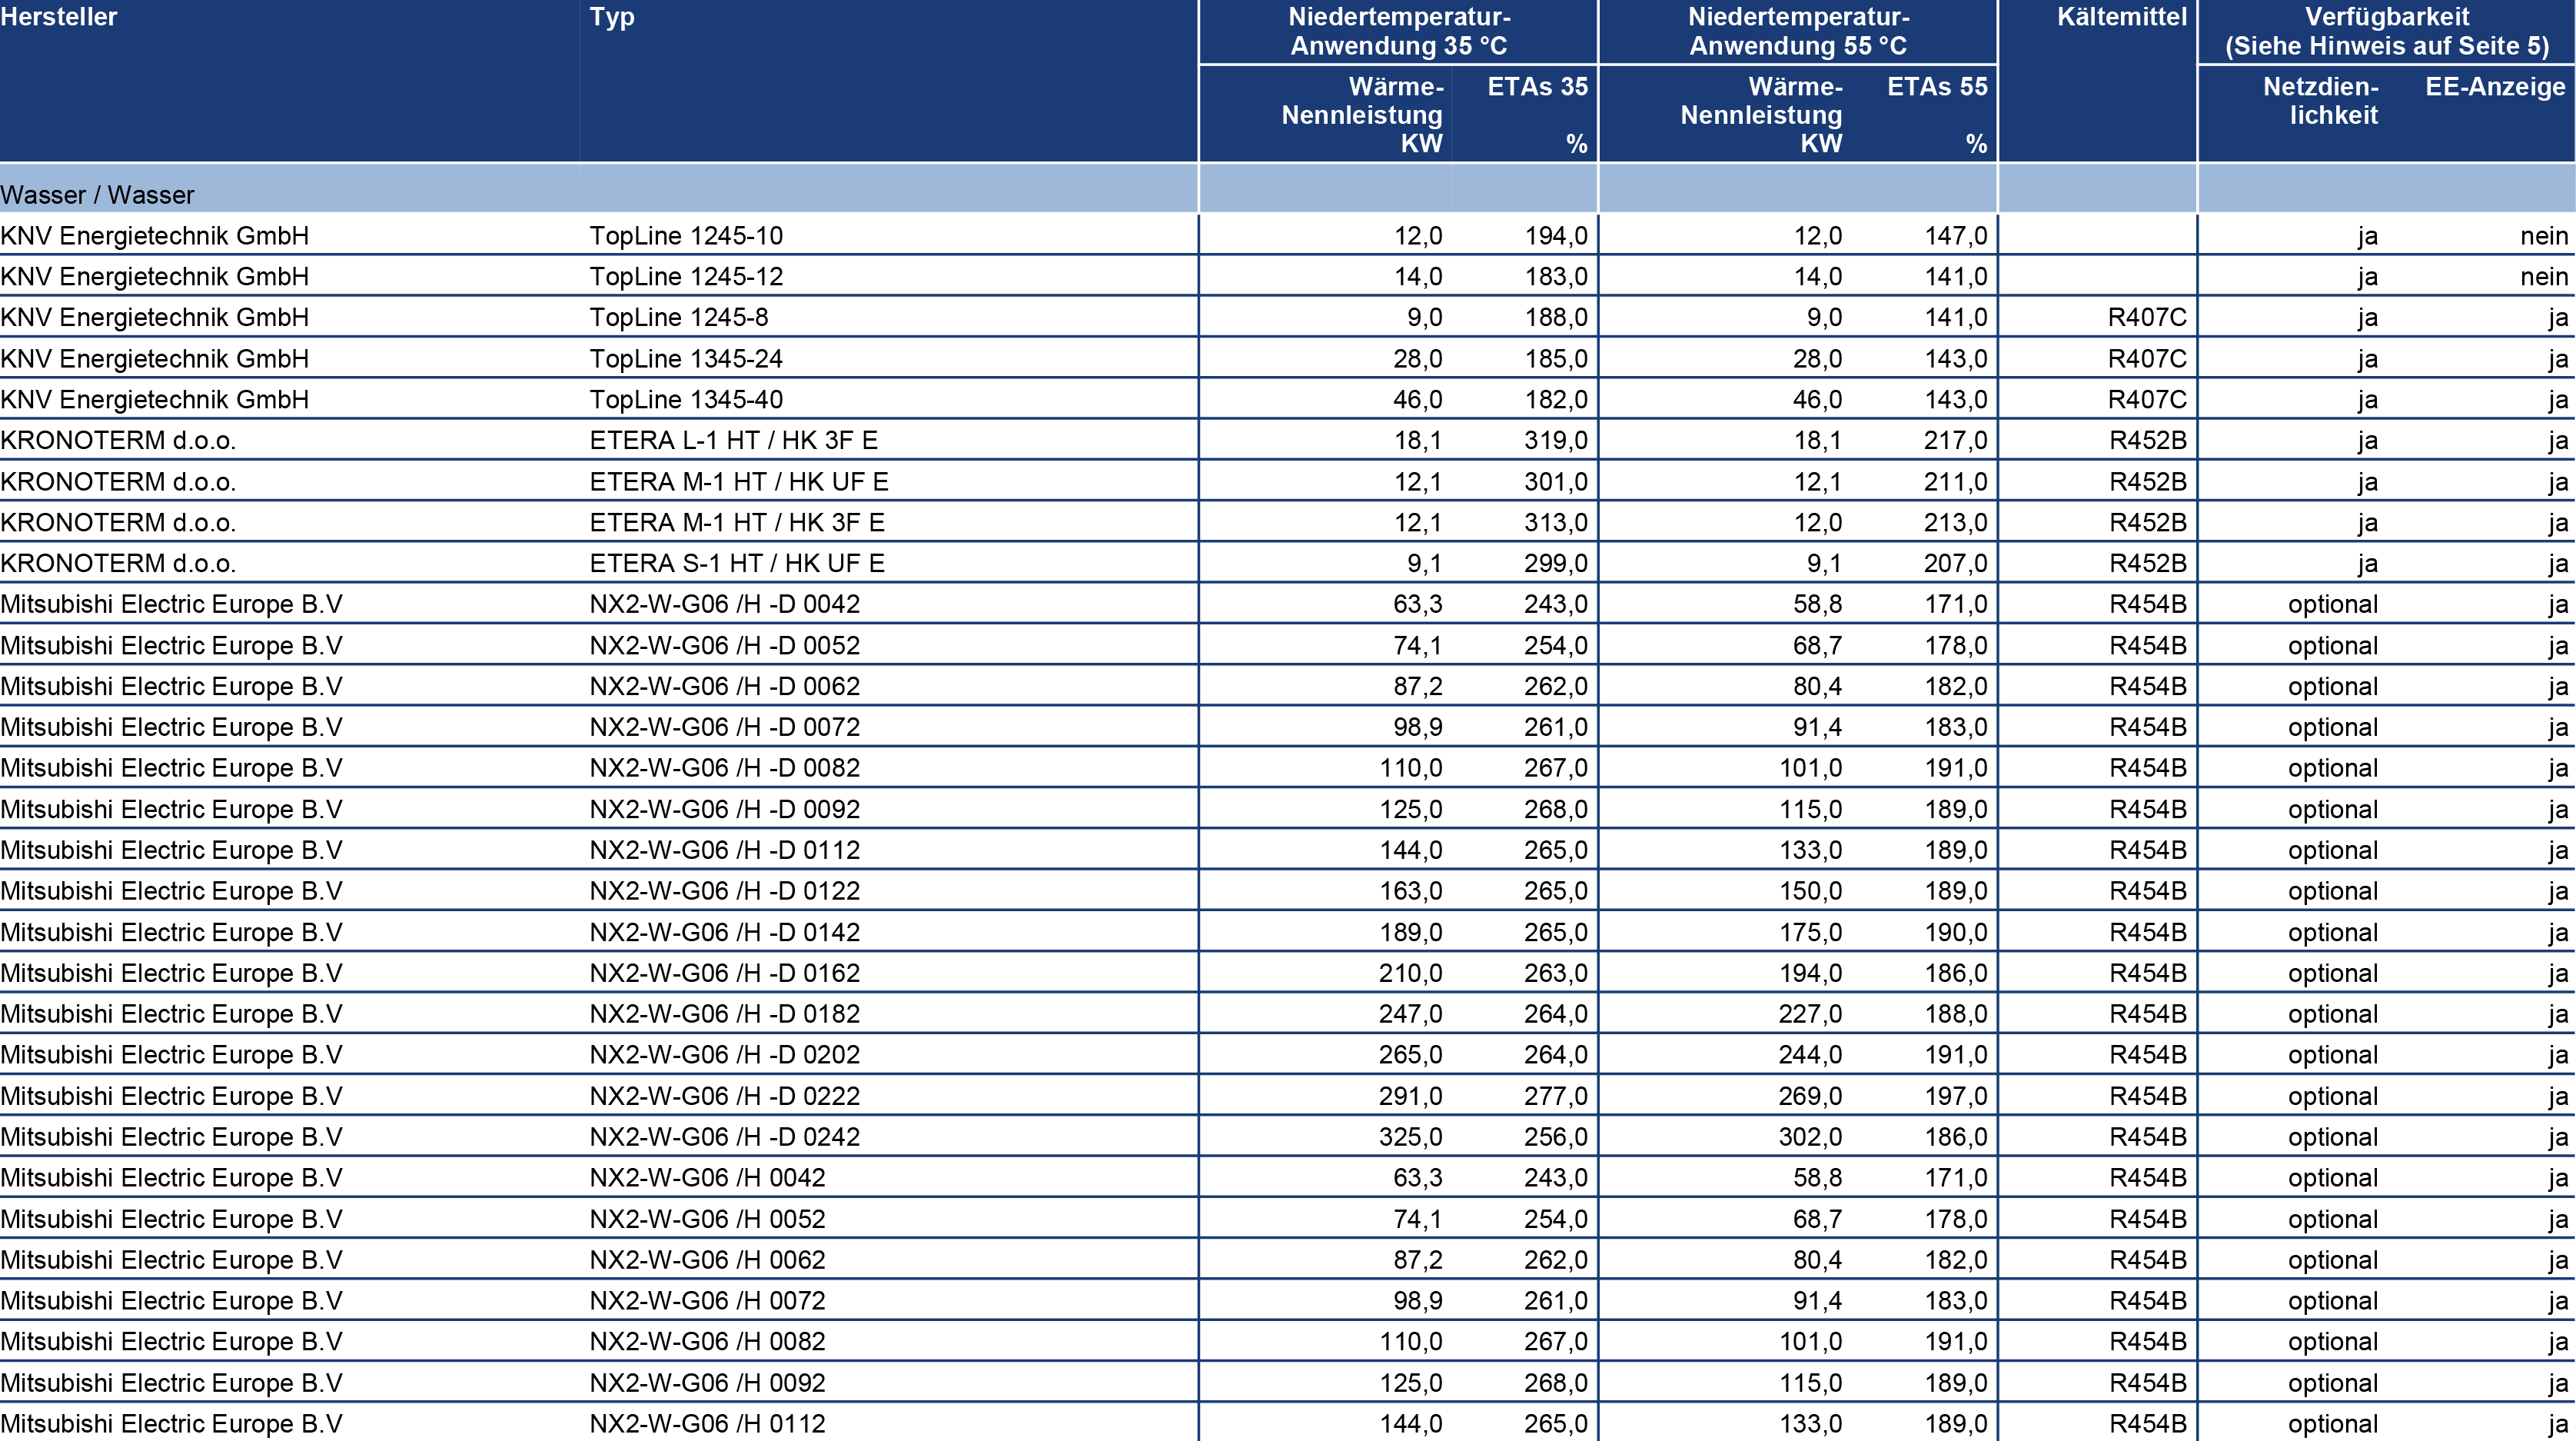 Hersteller Typ Niedertemperatur- Niedertemperatur- Kältemittel Verfügbarkeit
Anwendung 35 °C Anwendung 55 °C (Siehe Hinweis auf Seite 5)
Wärme- ETAs 35 Wärme- ETAs 55 Netzdien- EE-Anzeige
Nennleistung Nennleistung lichkeit
KW % KW %
Wasser / Wasser
KNV Energietechnik GmbH TopLine 1245-10 12,0 194,0 12,0 147,0 ja nein
KNV Energietechnik GmbH TopLine 1245-12 14,0 183,0 14,0 141,0 ja nein
KNV Energietechnik GmbH TopLine 1245-8 9,0 188,0 9,0 141,0 R407C ja ja
KNV Energietechnik GmbH TopLine 1345-24 28,0 185,0 28,0 143,0 R407C ja ja
KNV Energietechnik GmbH TopLine 1345-40 46,0 182,0 46,0 143,0 R407C ja ja
KRONOTERM d.o.o. ETERA L-1 HT / HK 3F E 18,1 319,0 18,1 217,0 R452B ja ja
KRONOTERM d.o.o. ETERA M-1 HT / HK UF E 12,1 301,0 12,1 211,0 R452B ja ja
KRONOTERM d.o.o. ETERA M-1 HT / HK 3F E 12,1 313,0 12,0 213,0 R452B ja ja
KRONOTERM d.o.o. ETERA S-1 HT / HK UF E 9,1 299,0 9,1 207,0 R452B ja ja
Mitsubishi Electric Europe B.V NX2-W-G06 /H -D 0042 63,3 243,0 58,8 171,0 R454B optional ja
Mitsubishi Electric Europe B.V NX2-W-G06 /H -D 0052 74,1 254,0 68,7 178,0 R454B optional ja
Mitsubishi Electric Europe B.V NX2-W-G06 /H -D 0062 87,2 262,0 80,4 182,0 R454B optional ja
Mitsubishi Electric Europe B.V NX2-W-G06 /H -D 0072 98,9 261,0 91,4 183,0 R454B optional ja
Mitsubishi Electric Europe B.V NX2-W-G06 /H -D 0082 110,0 267,0 101,0 191,0 R454B optional ja
Mitsubishi Electric Europe B.V NX2-W-G06 /H -D 0092 125,0 268,0 115,0 189,0 R454B optional ja
Mitsubishi Electric Europe B.V NX2-W-G06 /H -D 0112 144,0 265,0 133,0 189,0 R454B optional ja
Mitsubishi Electric Europe B.V NX2-W-G06 /H -D 0122 163,0 265,0 150,0 189,0 R454B optional ja
Mitsubishi Electric Europe B.V NX2-W-G06 /H -D 0142 189,0 265,0 175,0 190,0 R454B optional ja
Mitsubishi Electric Europe B.V NX2-W-G06 /H -D 0162 210,0 263,0 194,0 186,0 R454B optional ja
Mitsubishi Electric Europe B.V NX2-W-G06 /H -D 0182 247,0 264,0 227,0 188,0 R454B optional ja
Mitsubishi Electric Europe B.V NX2-W-G06 /H -D 0202 265,0 264,0 244,0 191,0 R454B optional ja
Mitsubishi Electric Europe B.V NX2-W-G06 /H -D 0222 291,0 277,0 269,0 197,0 R454B optional ja
Mitsubishi Electric Europe B.V NX2-W-G06 /H -D 0242 325,0 256,0 302,0 186,0 R454B optional ja
Mitsubishi Electric Europe B.V NX2-W-G06 /H 0042 63,3 243,0 58,8 171,0 R454B optional ja
Mitsubishi Electric Europe B.V NX2-W-G06 /H 0052 74,1 254,0 68,7 178,0 R454B optional ja
Mitsubishi Electric Europe B.V NX2-W-G06 /H 0062 87,2 262,0 80,4 182,0 R454B optional ja
Mitsubishi Electric Europe B.V NX2-W-G06 /H 0072 98,9 261,0 91,4 183,0 R454B optional ja
Mitsubishi Electric Europe B.V NX2-W-G06 /H 0082 110,0 267,0 101,0 191,0 R454B optional ja
Mitsubishi Electric Europe B.V NX2-W-G06 /H 0092 125,0 268,0 115,0 189,0 R454B optional ja
Mitsubishi Electric Europe B.V NX2-W-G06 /H 0112 144,0 265,0 133,0 189,0 R454B optional ja